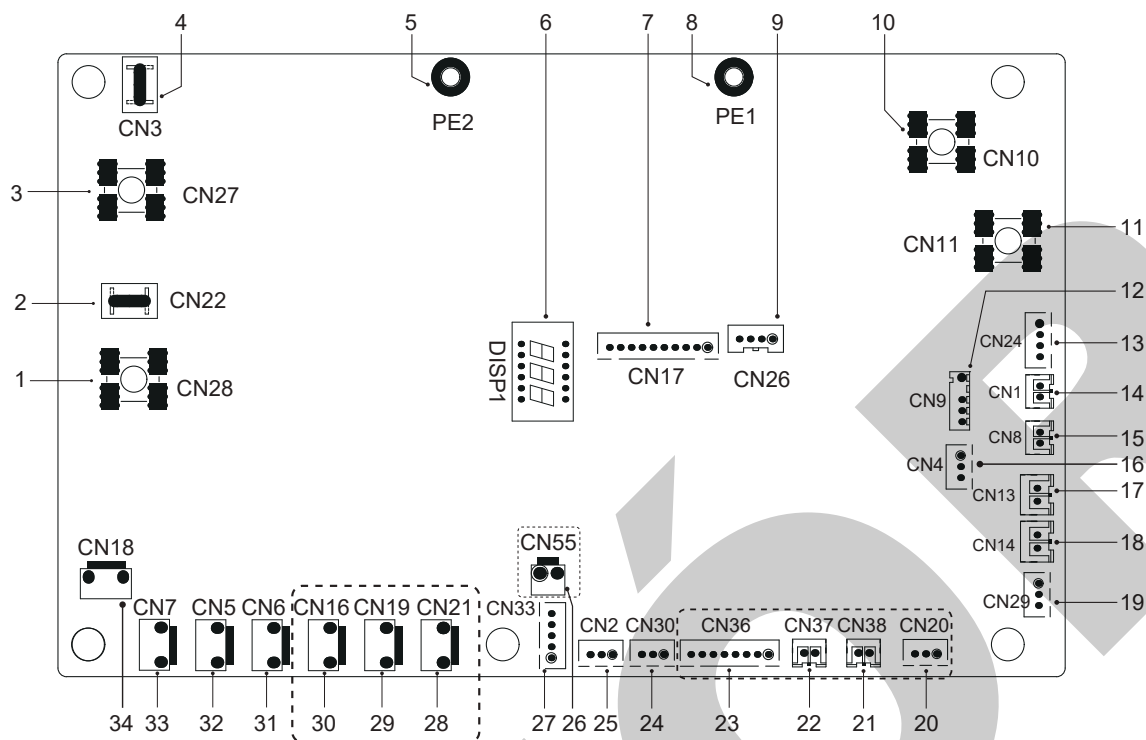 4 5 6 7 8 9 10
CN3 PE2 PE1
CN10
3 CN27
CN11 11
2 CN22
12
CN24 13
DISP1
CN17 CN26
1 CN28
CN9 CN1 14
CN8 15
CN4 16
CN13 17
CN14 18
CN18 CN55
CN29 19
CN7 CN5 CN6 CN16 CN19 CN21 CN33 CN2 CN30 CN36 CN37 CN38 CN20
34 33 32 31 30 29 28 27 26 25 24 23 22 21 20